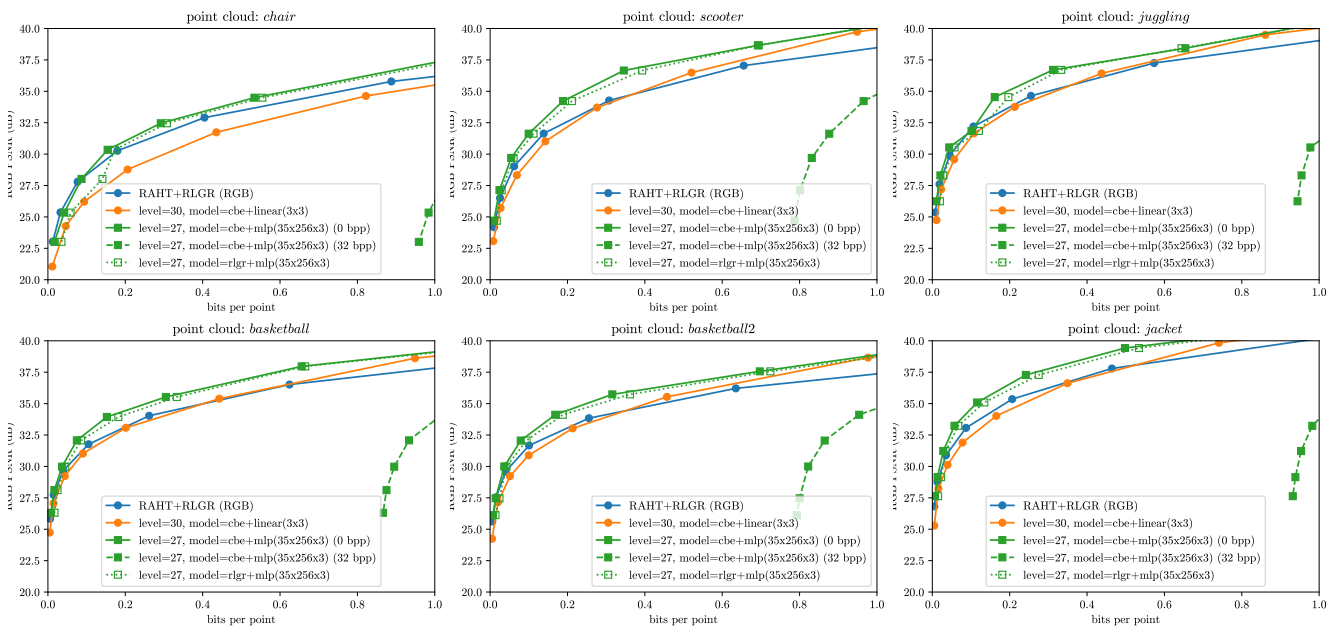 point cloud: chair
40.0
37.5
35.0
32.5
30.0
27.5
25.0
22.5
20.0
RAHT+RLGR (RGB)
level=30, model=cbe+linear(3x3)
level=27, model=cbe+mlp(35x256x3) (0 bpp)
level=27, model=cbe+mlp(35x256x3) (32 bpp)
level=27, model=rlgr+mlp(35x256x3)
0.0 0.2 0.4 0.6 0.8 1.0
bits per point
point cloud: scooter
40.0
37.5
35.0
32.5
30.0
27.5
25.0
22.5
20.0
RAHT+RLGR (RGB)
level=30, model=cbe+linear(3x3)
level=27, model=cbe+mlp(35x256x3) (0 bpp)
level=27, model=cbe+mlp(35x256x3) (32 bpp)
level=27, model=rlgr+mlp(35x256x3)
0.0 0.2 0.4 0.6 0.8 1.0
bits per point
point cloud: juggling
40.0
37.5
35.0
32.5
30.0
27.5
25.0
22.5
20.0
RAHT+RLGR (RGB)
level=30, model=cbe+linear(3x3)
level=27, model=cbe+mlp(35x256x3) (0 bpp)
level=27, model=cbe+mlp(35x256x3) (32 bpp)
level=27, model=rlgr+mlp(35x256x3)
0.0 0.2 0.4 0.6 0.8 1.0
bits per point
point cloud: basketball
40.0
37.5
35.0
32.5
30.0
27.5
25.0
22.5
20.0
RAHT+RLGR (RGB)
level=30, model=cbe+linear(3x3)
level=27, model=cbe+mlp(35x256x3) (0 bpp)
level=27, model=cbe+mlp(35x256x3) (32 bpp)
level=27, model=rlgr+mlp(35x256x3)
0.0 0.2 0.4 0.6 0.8 1.0
bits per point
point cloud: basketball2
40.0
37.5
35.0
32.5
30.0
27.5
25.0
22.5
20.0
RAHT+RLGR (RGB)
level=30, model=cbe+linear(3x3)
level=27, model=cbe+mlp(35x256x3) (0 bpp)
level=27, model=cbe+mlp(35x256x3) (32 bpp)
level=27, model=rlgr+mlp(35x256x3)
0.0 0.2 0.4 0.6 0.8 1.0
bits per point
point cloud: jacket
40.0
37.5
35.0
32.5
30.0
27.5
25.0
22.5
20.0
RAHT+RLGR (RGB)
level=30, model=cbe+linear(3x3)
level=27, model=cbe+mlp(35x256x3) (0 bpp)
level=27, model=cbe+mlp(35x256x3) (32 bpp)
level=27, model=rlgr+mlp(35x256x3)
0.0 0.2 0.4 0.6 0.8 1.0
bits per point